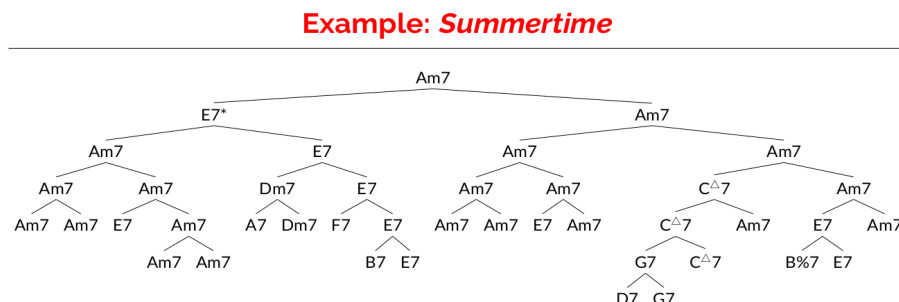 Example: Summertime
Am7
E7* Am7
Am7 E7 Am7 Am7
Am7 Am7 Dm7 E7 Am7 Am7 C△7 Am7
Am7 Am7 E7 Am7 A7 Dm7 F7 E7 Am7 Am7 E7 Am7 C△7 Am7 E7 Am7
Am7 Am7 B7 E7 G7 C△7 B%7 E7
D7 G7